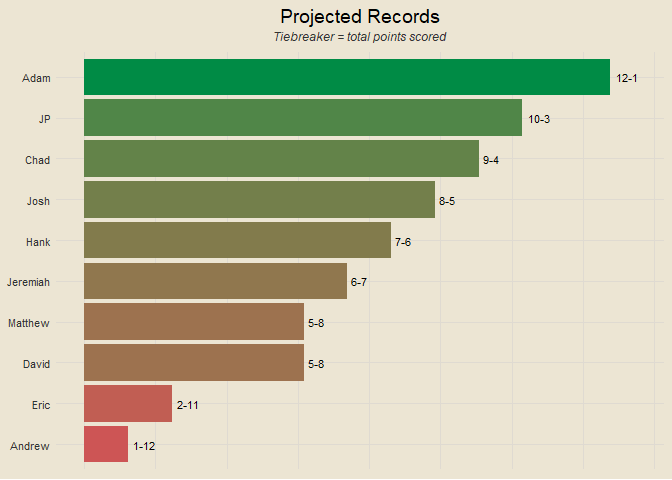 Projected Records
Tiebreaker = total points scored
Adam 12-1
JP 10-3
Chad 9-4
Josh 8-5
Hank 7-6
Jeremiah 6-7
Matthew 5-8
David 5-8
Eric 2-11
Andrew 1-12